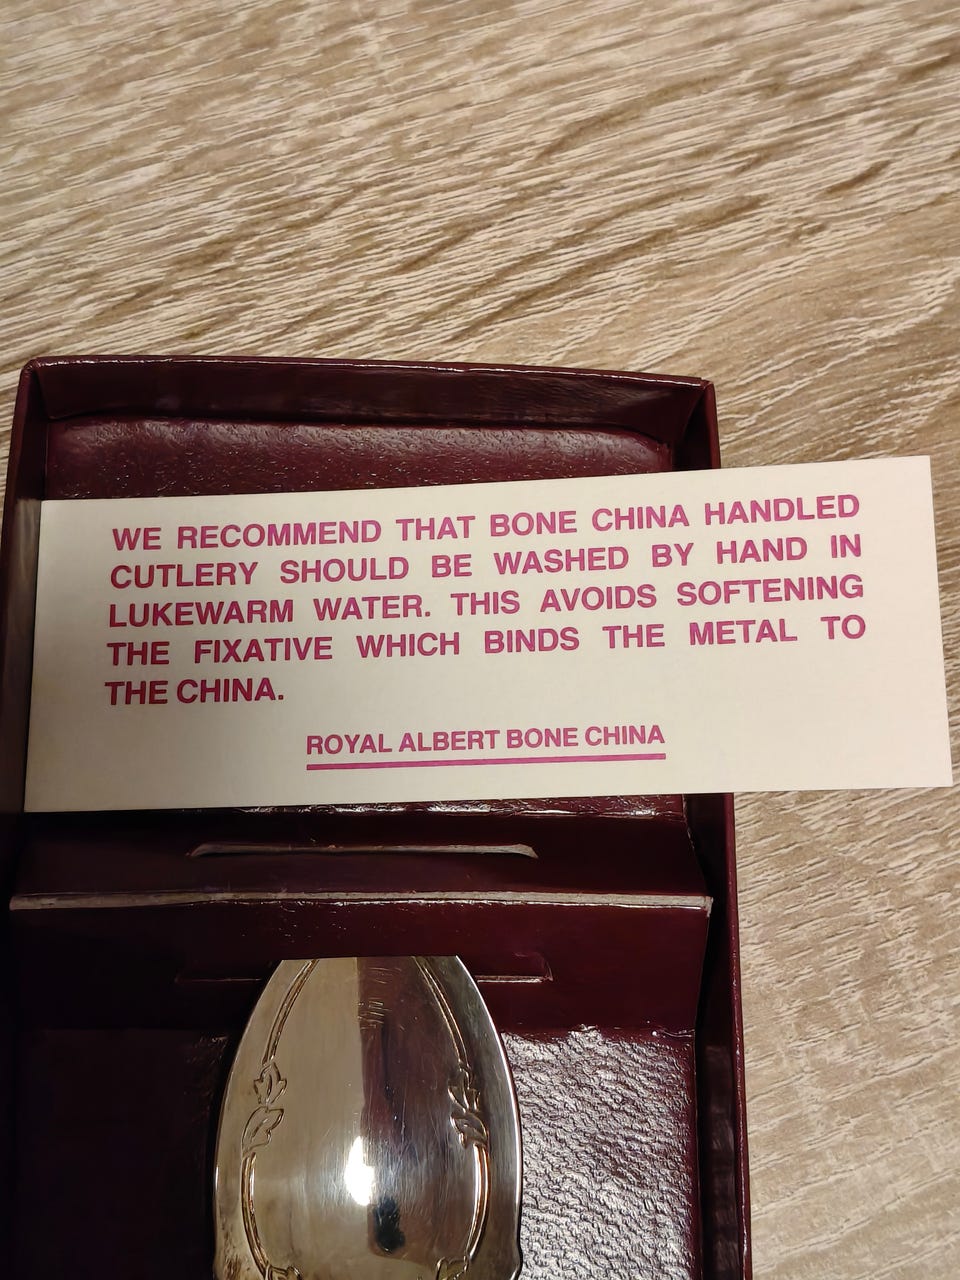 WE RECOMMEND THAT BONE CHINA HANDLED
CUTLERY SHOULD BE WASHED BY HAND IN
LUKEWARM WATER. THIS AVOIDS SOFTENING
THE FIXATIVE WHICH BINDS THE METAL TO
THE CHINA.
ROYAL ALBERT BONE CHINA